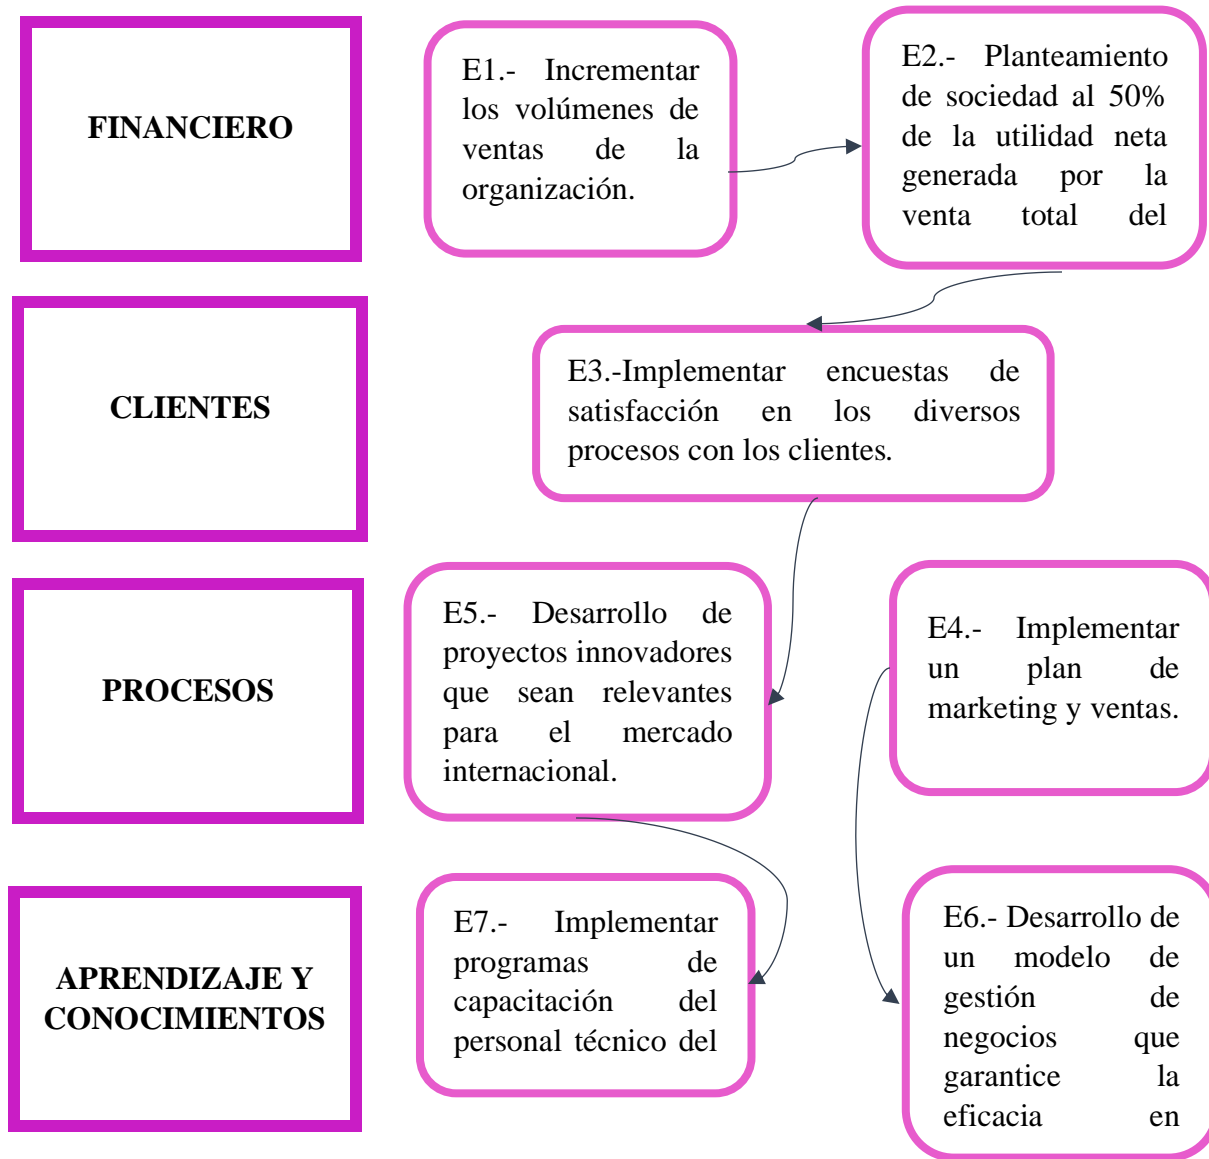 FINANCIERO
E1.- Incrementar
los volúmenes de
ventas de la
organización.
E2.- Planteamiento
de sociedad al 50%
de la utilidad neta
generada por la
venta total del
CLIENTES
E3.-Implementar encuestas de
satisfacción en los diversos
procesos con los clientes.
PROCESOS
E5.- Desarrollo de
proyectos innovadores
que sean relevantes
para el mercado
internacional.
E4.- Implementar
un plan de
marketing y ventas.
APRENDIZAJE Y
CONOCIMIENTOS
E7.- Implementar
programas de
capacitación del
personal técnico del
E6.- Desarrollo de
un modelo de
gestión de
negocios que
garantice la
eficacia en